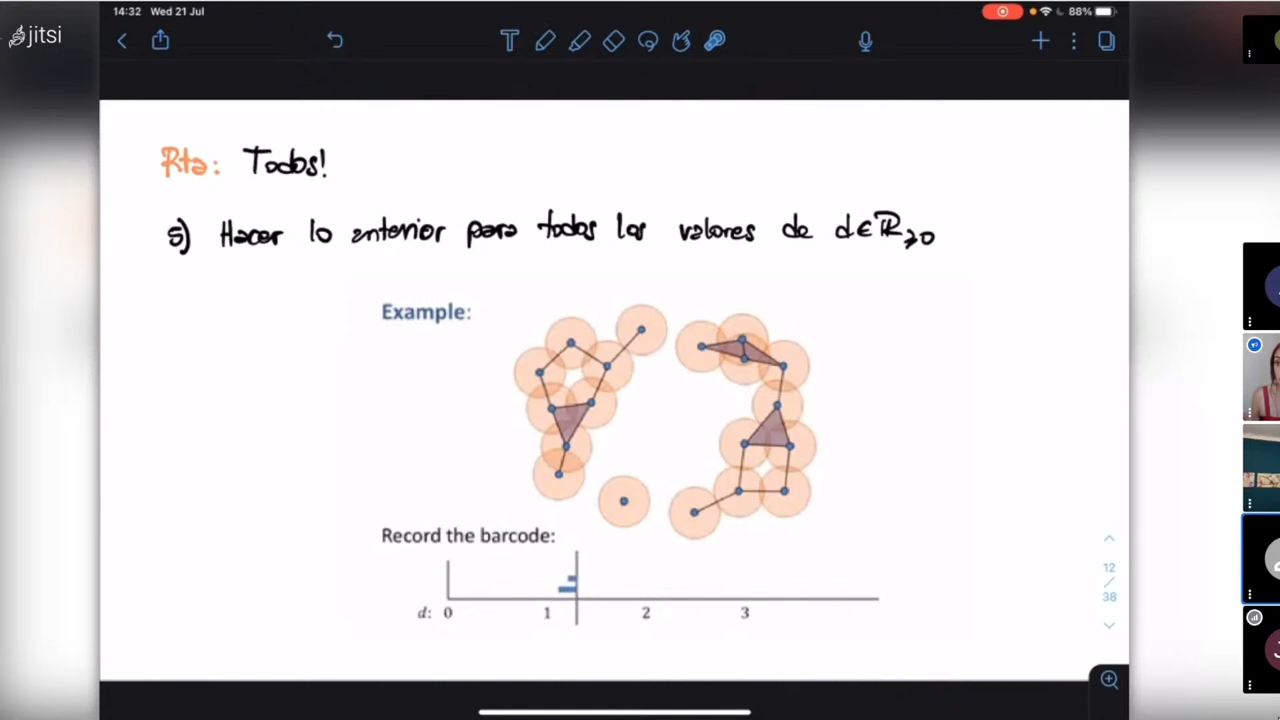 14:32 Wed 21 Jul
88%
jitsi
Rta: Todos!
5) Hacer lo anterior para todos los valores de d∈ℝ≥0
Example:
Record the barcode:
d: 0 1 2 3
12
/
38